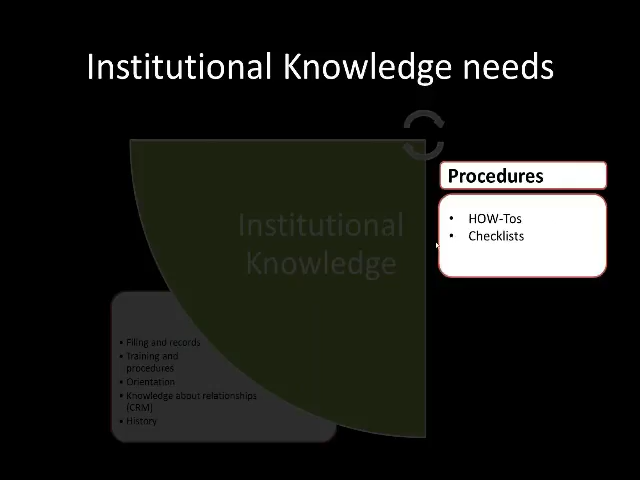 Institutional Knowledge needs
Procedures
• HOW-Tos
• Checklists
Institutional
Knowledge
• Filing and records
• Training and
procedures
• Orientation
• Knowledge about relationships
(CRM)
• History